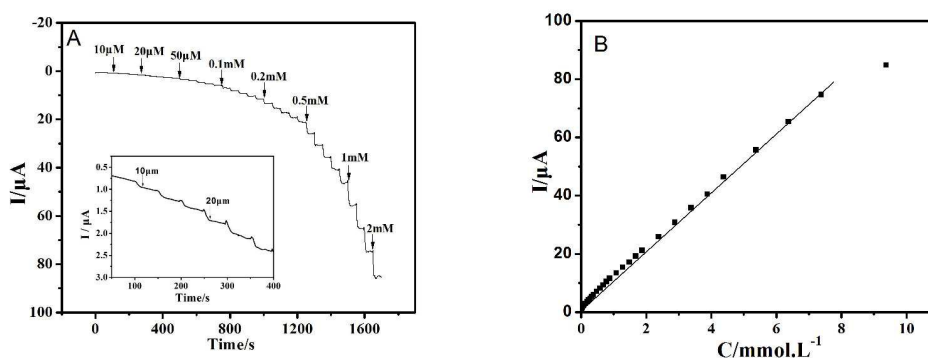 A
-20
0
20
40
60
80
100
I/µA
10µM
20µM
50µM
0.1mM
0.2mM
0.5mM
1mM
2mM
0.5
1.0
1.5
2.0
2.5
3.0
I / µA
10µm
20µm
100 200 300 400
Time/s
0 400 800 1200 1600
Time/s
B
100
80
60
40
20
0
I/µA
0 2 4 6 8 10
C/mmol.L⁻¹